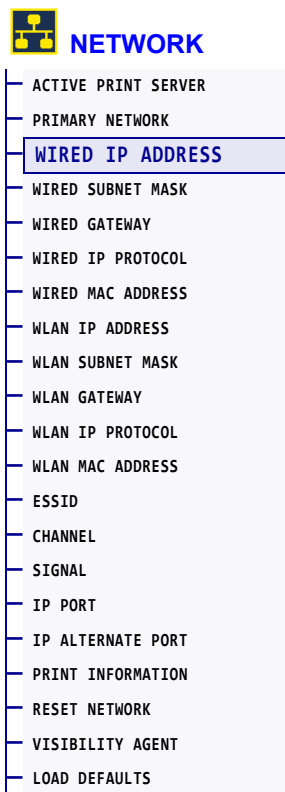 NETWORK
ACTIVE PRINT SERVER
PRIMARY NETWORK
WIRED IP ADDRESS
WIRED SUBNET MASK
WIRED GATEWAY
WIRED IP PROTOCOL
WIRED MAC ADDRESS
WLAN IP ADDRESS
WLAN SUBNET MASK
WLAN GATEWAY
WLAN IP PROTOCOL
WLAN MAC ADDRESS
ESSID
CHANNEL
SIGNAL
IP PORT
IP ALTERNATE PORT
PRINT INFORMATION
RESET NETWORK
VISIBILITY AGENT
LOAD DEFAULTS